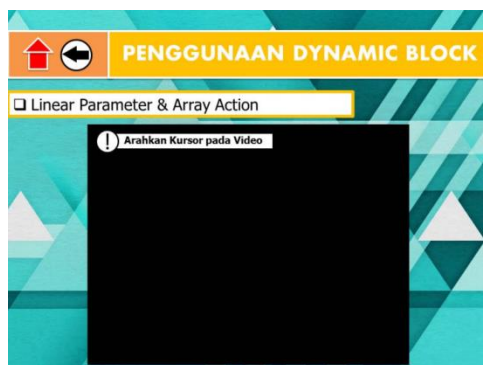 PENGGUNAAN DYNAMIC BLOCK
❑ Linear Parameter & Array Action
! Arahkan Kursor pada Video